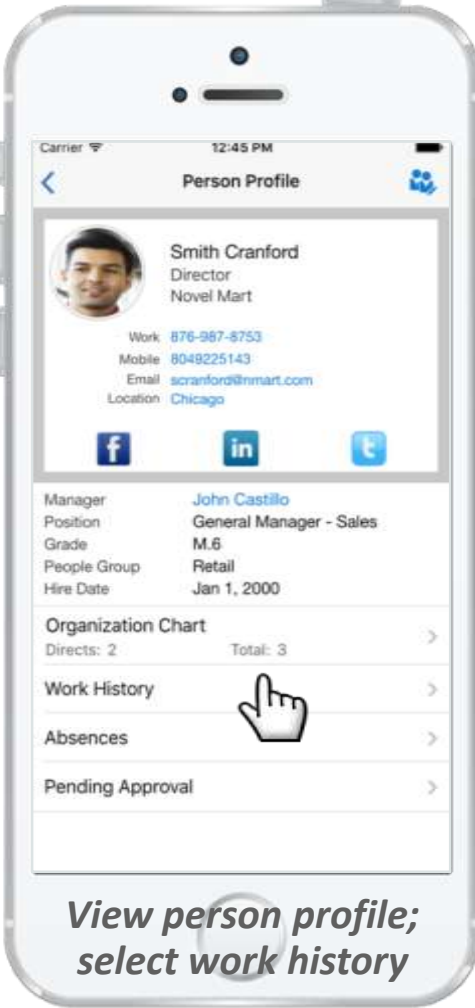 Carrier 12:45 PM
Person Profile
Smith Cranford
Director
Novel Mart
Work 876-987-8753
Mobile 8049225143
Email scranford@nmart.com
Location Chicago
f in t
Manager John Castillo
Position General Manager - Sales
Grade M.6
People Group Retail
Hire Date Jan 1, 2000
Organization Chart
Directs: 2 Total: 3
Work History
Absences
Pending Approval
View person profile;
select work history